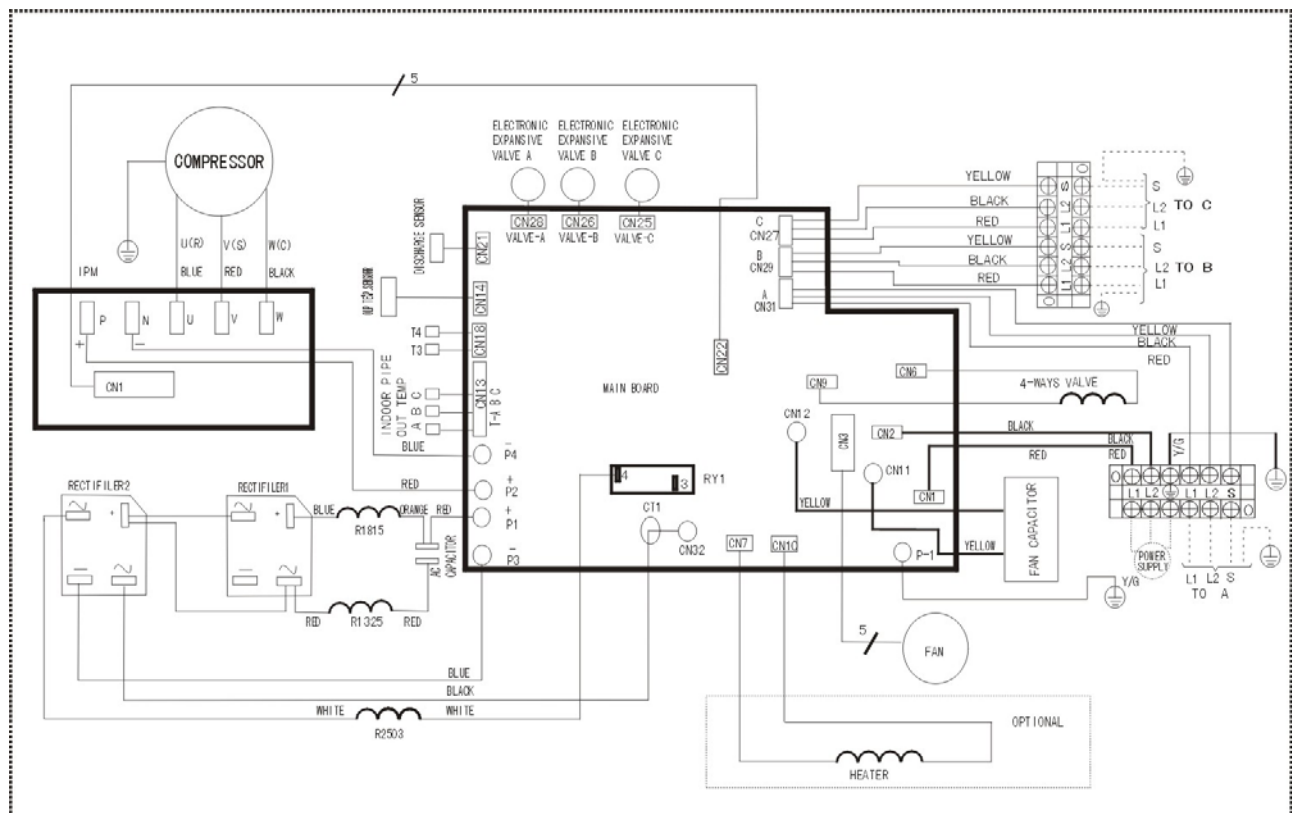 5
ELECTRONIC
EXPANSIVE
VALVE A
ELECTRONIC
EXPANSIVE
VALVE B
ELECTRONIC
EXPANSIVE
VALVE C
COMPRESSOR
U(R)
V(S)
W(C)
BLUE
RED
BLACK
IPM
P
N
U
V
W
+
−
CN1
DISCHARGE SENSOR
CN21
CN28
VALVE-A
CN26
VALVE-B
CN25
VALVE-C
CN14
T4
T3
CN18
INDOOR PIPE
OUT TEMP
A B C
CN13
T-A B C
CN22
MAIN BOARD
C
CN27
B
CN29
A
CN31
YELLOW
BLACK
RED
YELLOW
BLACK
RED
S
L2
L1
S
L2
L1
O
O
S
L2 TO C
L1
S
L2 TO B
L1
YELLOW
BLACK
RED
CN6
CN9
4-WAYS VALVE
CN12
CN3
CN2
CN11
CN1
BLACK
RED
BLACK
RED
Y/G
L1
L2
L1
L2
S
O
O
POWER
SUPPLY
L1 L2 S
TO A
YELLOW
YELLOW
FAN CAPACITOR
P-1
Y/G
BLUE
−
P4
RED
+
P2
+
P1
−
P3
4
3
RY1
CT1
CN32
CN7
CN10
RECTIFILER2
RECTIFILER1
+
+
BLUE
R1815
ORANGE
RED
AC
CAPACITOR
RED
R1325
RED
BLUE
BLACK
WHITE
R2503
WHITE
5
FAN
OPTIONAL
HEATER